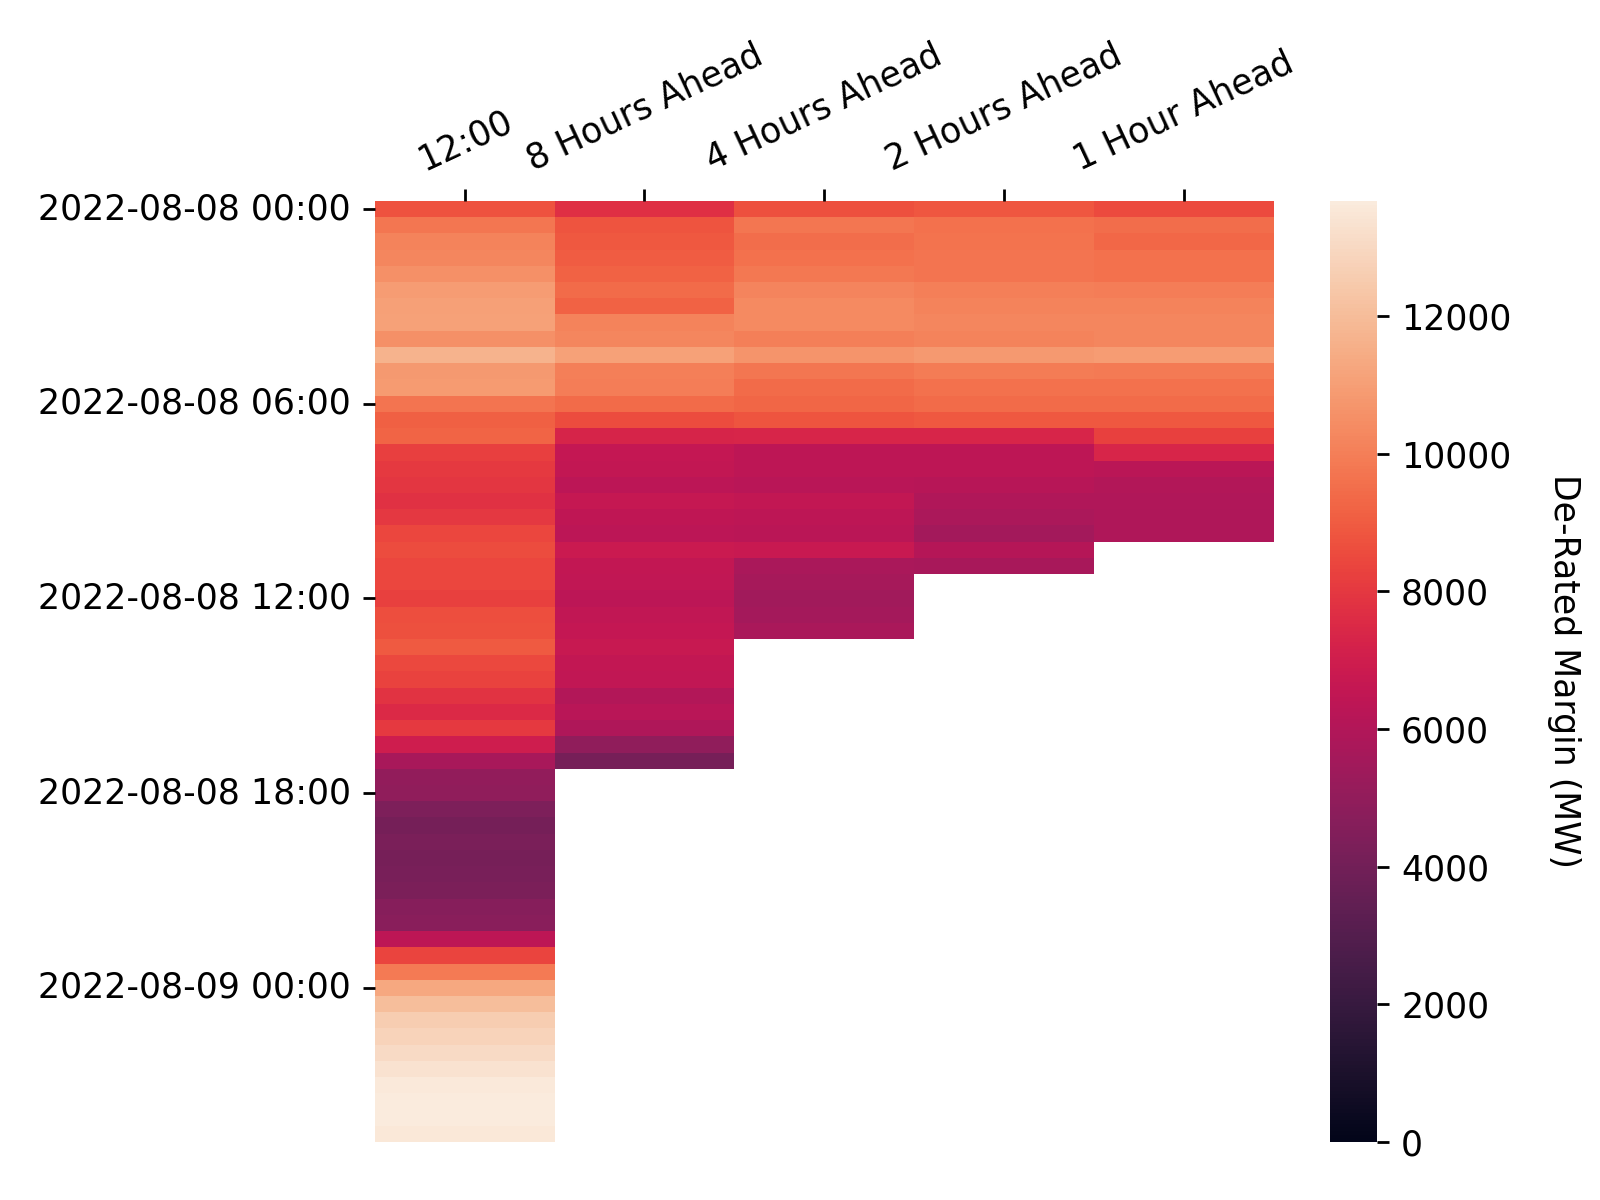 12:00
8 Hours Ahead
4 Hours Ahead
2 Hours Ahead
1 Hour Ahead
2022-08-08 00:00
2022-08-08 06:00
2022-08-08 12:00
2022-08-08 18:00
2022-08-09 00:00
12000
10000
8000
6000
4000
2000
0
De-Rated Margin (MW)